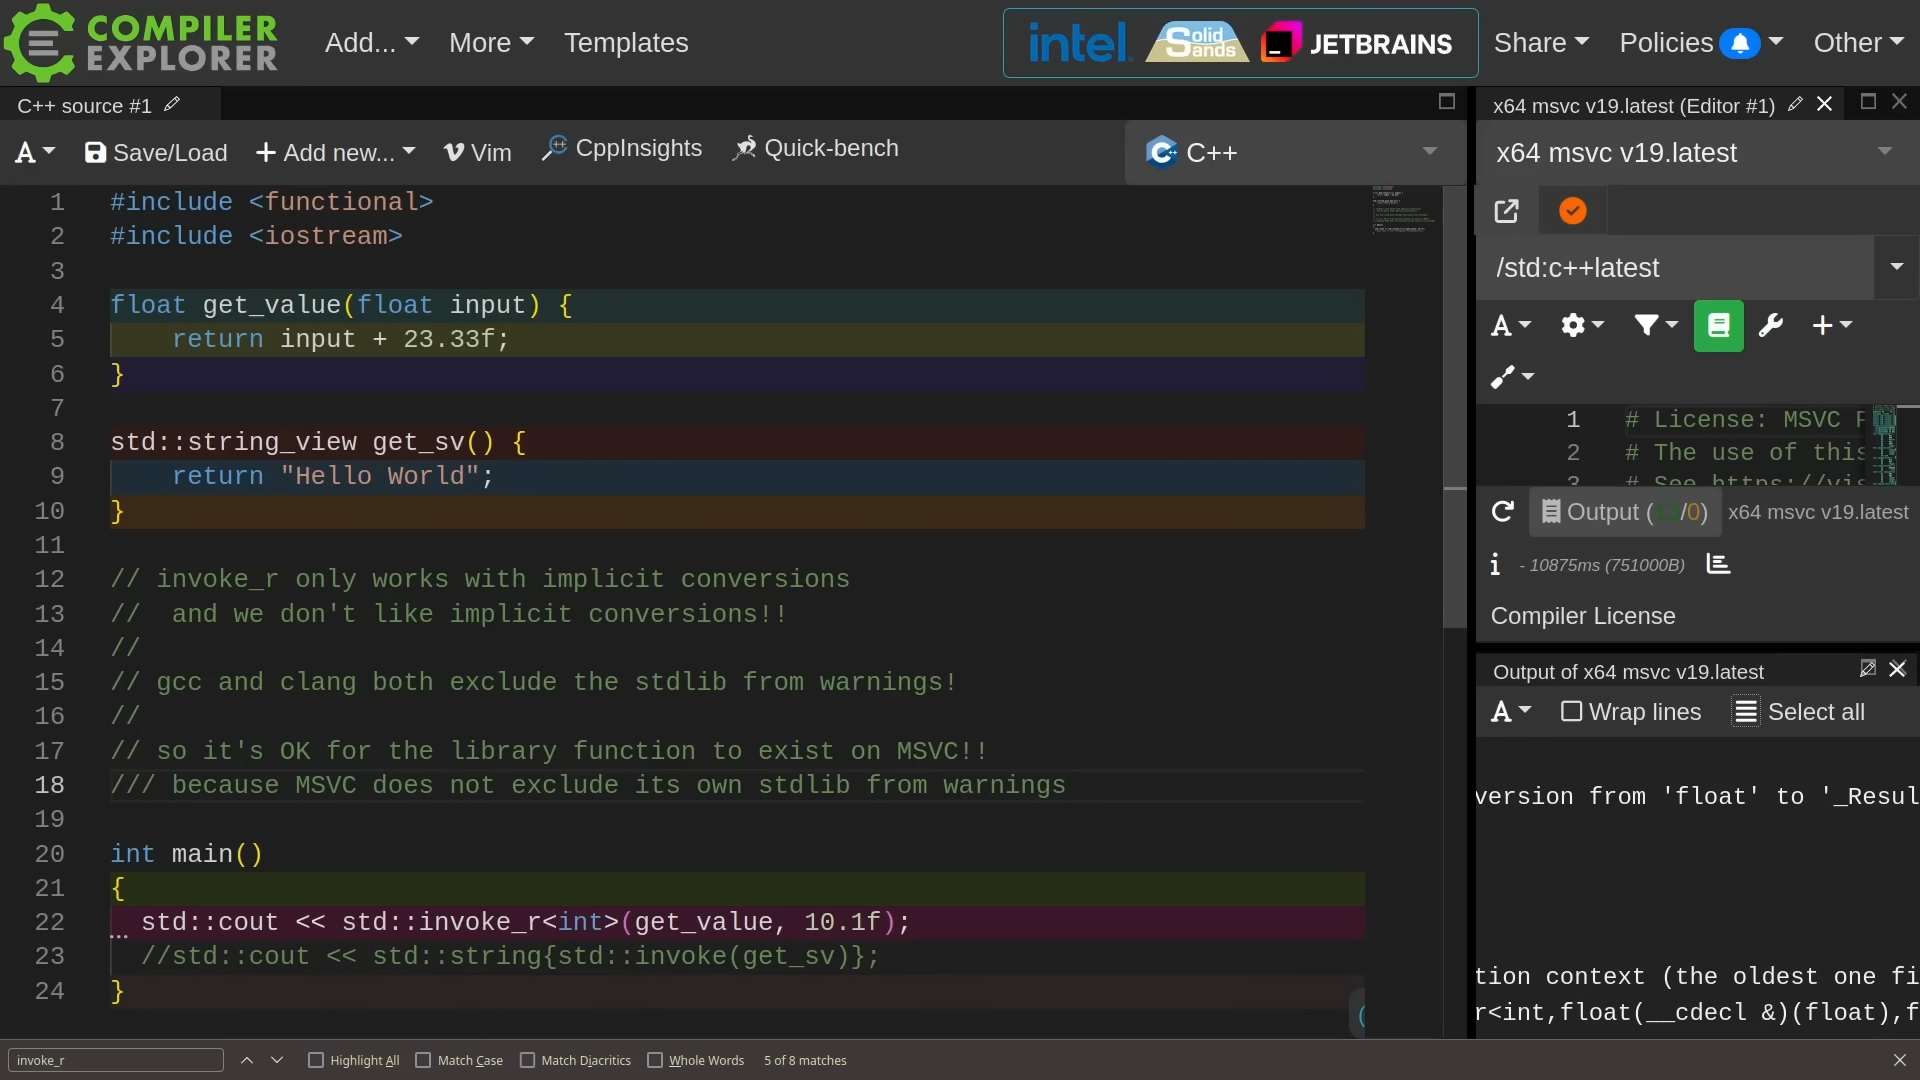 COMPILER EXPLORER
Add...
More
Templates
intel.
Solid Sands
JETBRAINS
Share
Policies
Other
C++ source #1
A
Save/Load
Add new...
Vim
CppInsights
Quick-bench
C++
1 #include <functional>
2 #include <iostream>
3
4 float get_value(float input) {
5     return input + 23.33f;
6 }
7
8 std::string_view get_sv() {
9     return "Hello World";
10 }
11
12 // invoke_r only works with implicit conversions
13 //  and we don't like implicit conversions!!
14 //
15 // gcc and clang both exclude the stdlib from warnings!
16 //
17 // so it's OK for the library function to exist on MSVC!!
18 /// because MSVC does not exclude its own stdlib from warnings
19
20 int main()
21 {
22   std::cout << std::invoke_r<int>(get_value, 10.1f);
23   //std::cout << std::string{std::invoke(get_sv)};
24 }
x64 msvc v19.latest (Editor #1)
x64 msvc v19.latest
/std:c++latest
A
1 # License: MSVC
2 # The use of this
3 # See https://vis
Output ( /0) x64 msvc v19.latest
i - 10875ms (751000B)
Compiler License
Output of x64 msvc v19.latest
A Wrap lines Select all
version from 'float' to '_Resul
tion context (the oldest one fi
r<int,float(__cdecl &)(float),f
invoke_r Highlight All Match Case Match Diacritics Whole Words 5 of 8 matches